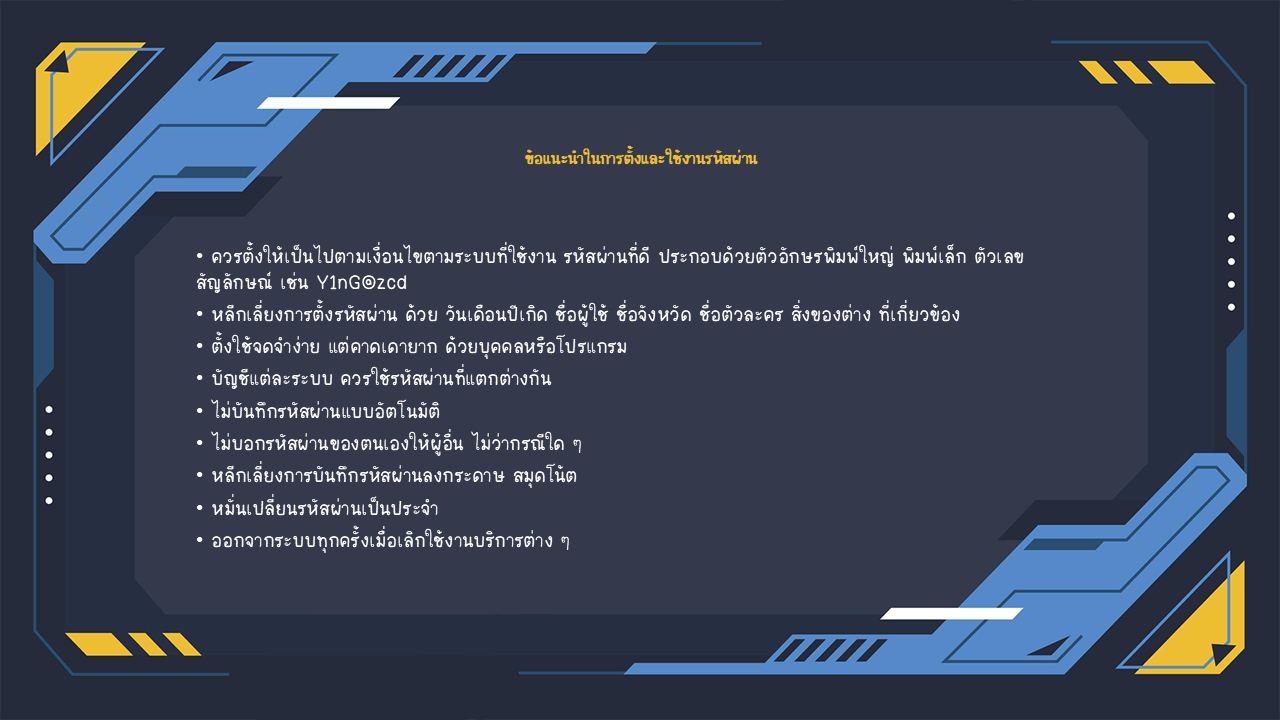 ข้อแนะนำในการตั้งและใช้งานรหัสผ่าน
• ควรตั้งให้เป็นไปตามเงื่อนไขตามระบบที่ใช้งาน รหัสผ่านที่ดี ประกอบด้วยตัวอักษรพิมพ์ใหญ่ พิมพ์เล็ก ตัวเลข
สัญลักษณ์ เช่น Y1nG@zcd
• หลีกเลี่ยงการตั้งรหัสผ่าน ด้วย วันเดือนปีเกิด ชื่อผู้ใช้ ชื่อจังหวัด ชื่อตัวละคร สิ่งของต่าง ที่เกี่ยวข้อง
• ตั้งใช้จดจำง่าย แต่คาดเดายาก ด้วยบุคคลหรือโปรแกรม
• บัญชีแต่ละระบบ ควรใช้รหัสผ่านที่แตกต่างกัน
• ไม่บันทึกรหัสผ่านแบบอัตโนมัติ
• ไม่บอกรหัสผ่านของตนเองให้ผู้อื่น ไม่ว่ากรณีใด ๆ
• หลีกเลี่ยงการบันทึกรหัสผ่านลงกระดาษ สมุดโน้ต
• หมั่นเปลี่ยนรหัสผ่านเป็นประจำ
• ออกจากระบบทุกครั้งเมื่อเลิกใช้งานบริการต่าง ๆ